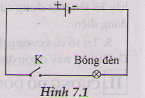 + -
K Bóng đèn
Hình 7.1